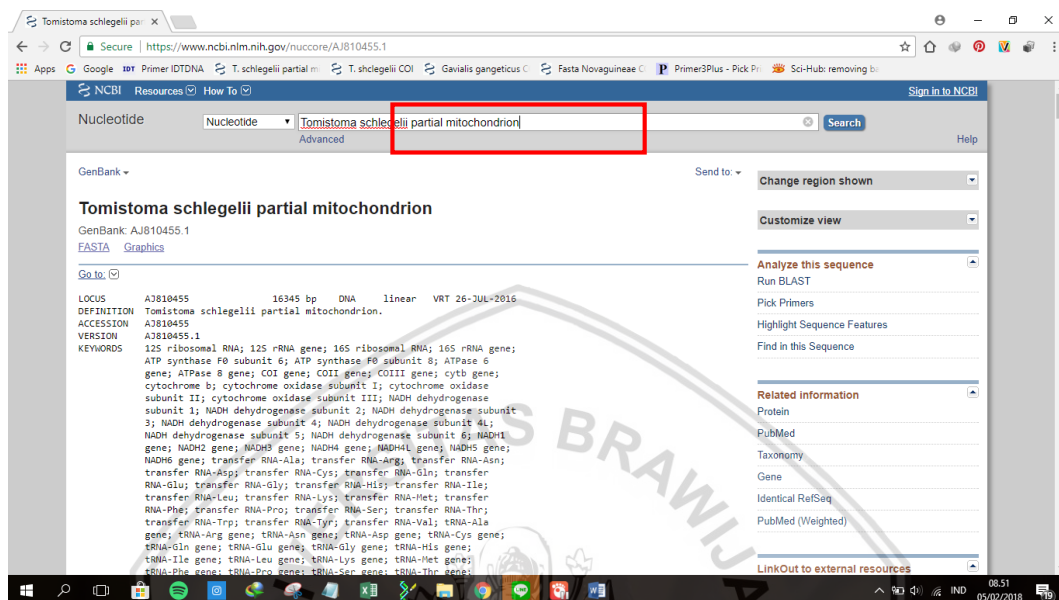 Tomistoma schlegelii par
Secure | https://www.ncbi.nlm.nih.gov/nuccore/AJ810455.1
Apps Google IDT Primer IDTDNA T. schlegelii partial m T. shclegelii COI Gavialis gangeticus C Fasta Novaguineae C P Primer3Plus - Pick Pri Sci-Hub: removing ba
NCBI Resources How To Sign in to NCBI
Nucleotide Nucleotide Tomistoma schlegelii partial mitochondrion Search
Advanced Help
GenBank Send to:
Tomistoma schlegelii partial mitochondrion
GenBank: AJ810455.1
FASTA Graphics
Go to:
LOCUS AJ810455 16345 bp DNA linear VRT 26-JUL-2016
DEFINITION Tomistoma schlegelii partial mitochondrion.
ACCESSION AJ810455
VERSION AJ810455.1
KEYWORDS 12S ribosomal RNA; 12S rRNA gene; 16S ribosomal RNA; 16S rRNA gene;
ATP synthase F0 subunit 6; ATP synthase F0 subunit 8; ATPase 6
gene; ATPase 8 gene; COI gene; COII gene; COIII gene; cytb gene;
cytochrome b; cytochrome oxidase subunit I; cytochrome oxidase
subunit II; cytochrome oxidase subunit III; NADH dehydrogenase
subunit 1; NADH dehydrogenase subunit 2; NADH dehydrogenase subunit
3; NADH dehydrogenase subunit 4; NADH dehydrogenase subunit 4L;
NADH dehydrogenase subunit 5; NADH dehydrogenase subunit 6; NADH1
gene; NADH2 gene; NADH3 gene; NADH4 gene; NADH4L gene; NADH5 gene;
NADH6 gene; transfer RNA-Ala; transfer RNA-Arg; transfer RNA-Asn;
transfer RNA-Asp; transfer RNA-Cys; transfer RNA-Gln; transfer
RNA-Glu; transfer RNA-Gly; transfer RNA-His; transfer RNA-Ile;
transfer RNA-Leu; transfer RNA-Lys; transfer RNA-Met; transfer
RNA-Phe; transfer RNA-Pro; transfer RNA-Ser; transfer RNA-Thr;
transfer RNA-Trp; transfer RNA-Tyr; transfer RNA-Val; tRNA-Ala
gene; tRNA-Arg gene; tRNA-Asn gene; tRNA-Asp gene; tRNA-Cys gene;
tRNA-Gln gene; tRNA-Glu gene; tRNA-Gly gene; tRNA-His gene;
tRNA-Ile gene; tRNA-Leu gene; tRNA-Lys gene; tRNA-Met gene;
tRNA-Phe gene; tRNA-Pro gene; tRNA-Ser gene; tRNA-Thr gene;
Change region shown
Customize view
Analyze this sequence
Run BLAST
Pick Primers
Highlight Sequence Features
Find in this Sequence
Related information
Protein
PubMed
Taxonomy
Gene
Identical RefSeq
PubMed (Weighted)
LinkOut to external resources
IND 08.51
05/02/2018 19